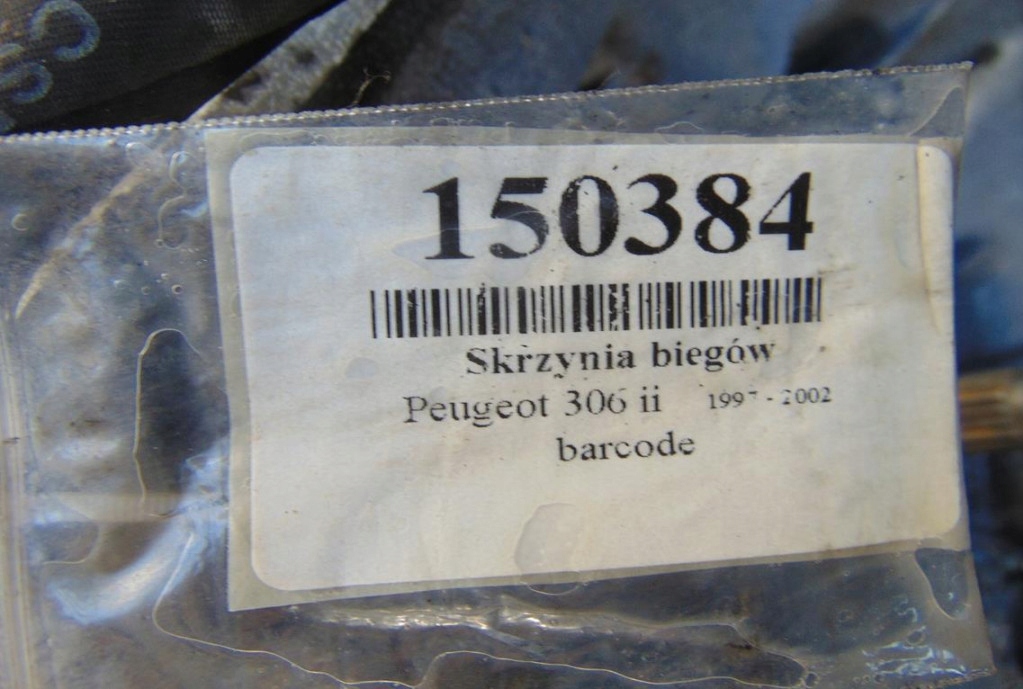 150384
Skrzynia biegów
Peugeot 306 ii 1997 - 2002
barcode